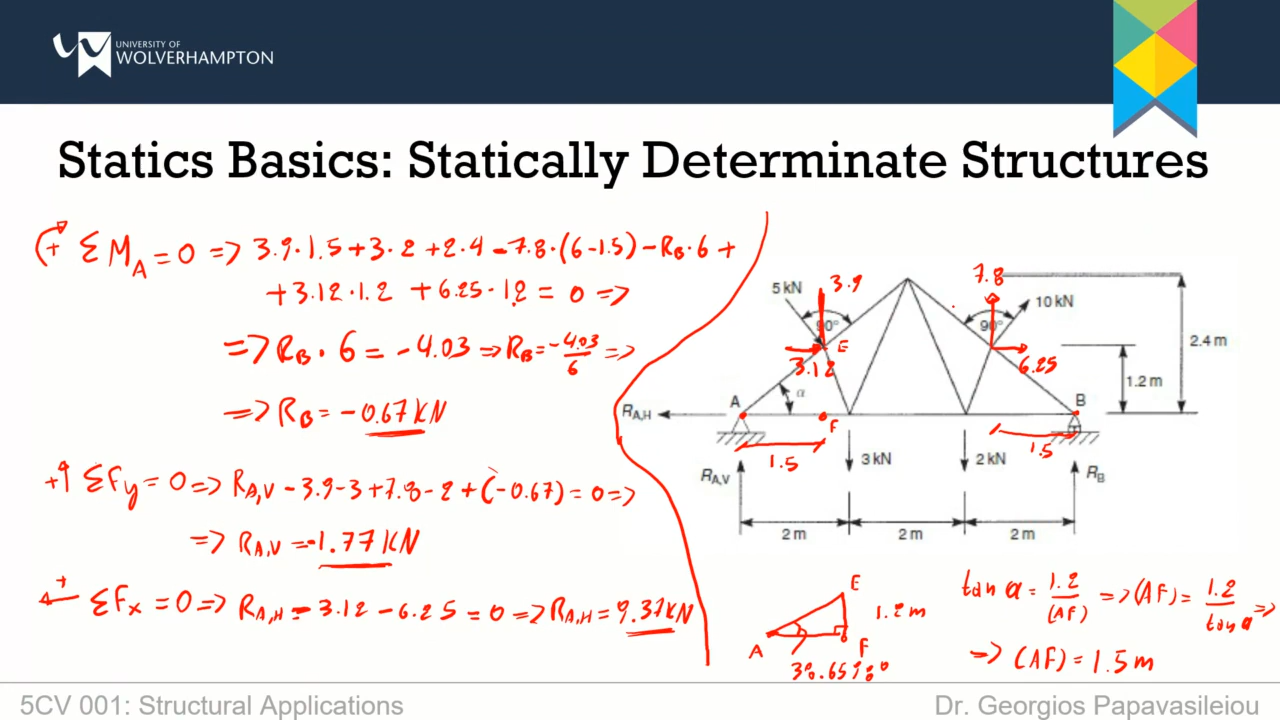 UNIVERSITY OF
WOLVERHAMPTON
Statics Basics: Statically Determinate Structures
(+ ΣM_A = 0 => 3.9·1.5 + 3·2 + 2·4 - 7.8·(6-1.5) - R_B·6 +
+ 3.12·1.2 + 6.25·1.2 = 0 =>
=> R_B · 6 = -4.03 => R_B = -4.03/6 =>
=> R_B = -0.67 KN
+↑ ΣFy = 0 => R_A,V - 3.9 - 3 + 7.8 - 2 + (-0.67) = 0 =>
=> R_A,V = -1.77 KN
+← ΣFx = 0 => R_A,H - 3.12 - 6.25 = 0 => R_A,H = 9.37 KN
7.8
5 kN
3.9
10 kN
90°
90°
E
2.4 m
3.12
6.25
1.2 m
α
A
B
R_A,H
F
1.5
1.5
3 kN
2 kN
R_A,V
R_B
2 m
2 m
2 m
E
1.2 m
A
F
tan α = 1.2/(AF) => (AF) = 1.2/tan α =>
=> (AF) = 1.5 m
5CV 001: Structural Applications
Dr. Georgios Papavasileiou